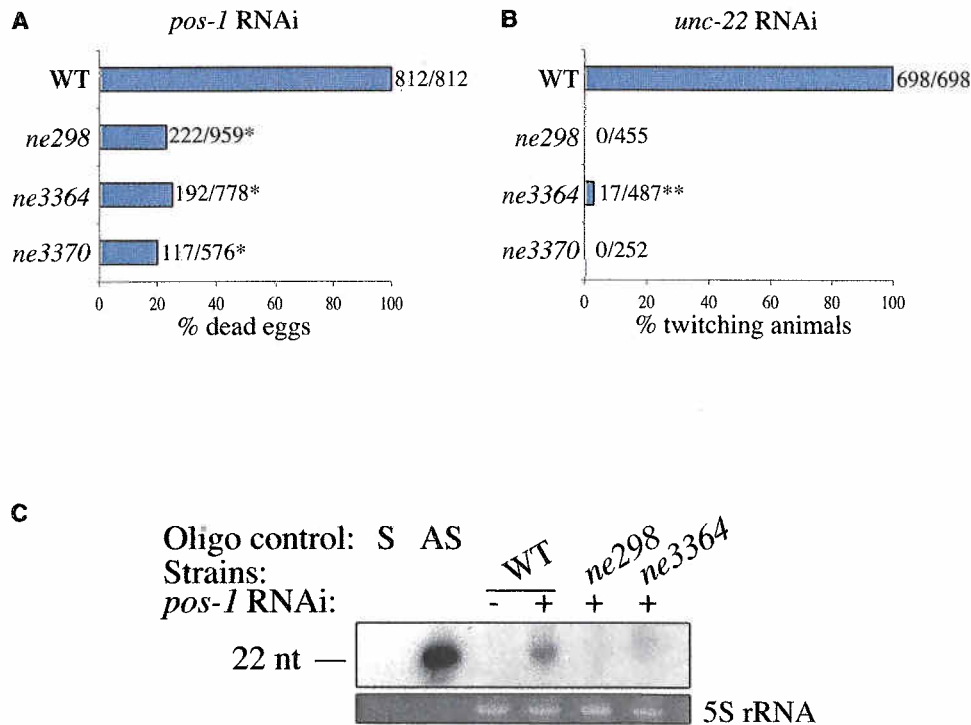 A
pos-1 RNAi
WT 812/812
ne298 222/959*
ne3364 192/778*
ne3370 117/576*
0 20 40 60 80 100
% dead eggs
B
unc-22 RNAi
WT 698/698
ne298 0/455
ne3364 17/487**
ne3370 0/252
0 20 40 60 80 100
% twitching animals
C
Oligo control: S AS
Strains: WT ne298 ne3364
pos-1 RNAi: - + + +
22 nt
5S rRNA